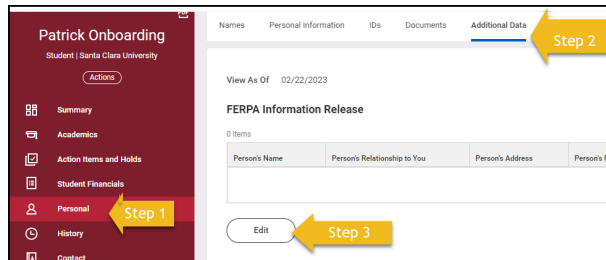 PDF
Patrick Onboarding
Student | Santa Clara University
Actions
Summary
Academics
Action Items and Holds
Student Financials
Personal
Step 1
History
Contact
Names Personal Information IDs Documents Additional Data
Step 2
View As Of 02/22/2023
FERPA Information Release
0 items
Person's Name Person's Relationship to You Person's Address Person's
Edit
Step 3